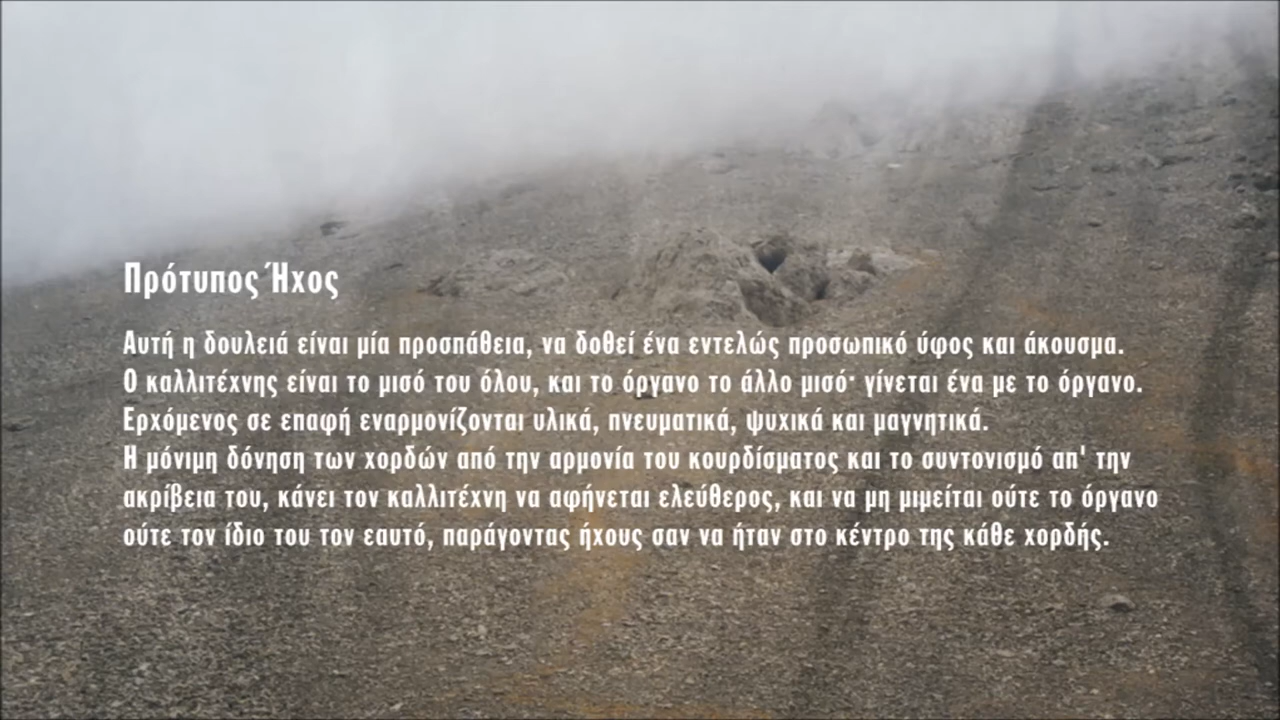 Πρότυπος Ήχος
Αυτή η δουλειά είναι μία προσπάθεια, να δοθεί ένα εντελώς προσωπικό ύφος και άκουσμα.
Ο καλλιτέχνης είναι το μισό του όλου, και το όργανο το άλλο μισό· γίνεται ένα με το όργανο.
Ερχόμενος σε επαφή εναρμονίζονται υλικά, πνευματικά, ψυχικά και μαγνητικά.
Η μόνιμη δόνηση των χορδών από την αρμονία του κουρδίσματος και το συντονισμό απ' την
ακρίβεια του, κάνει τον καλλιτέχνη να αφήνεται ελεύθερος, και να μη μιμείται ούτε το όργανο
ούτε τον ίδιο του τον εαυτό, παράγοντας ήχους σαν να ήταν στο κέντρο της κάθε χορδής.